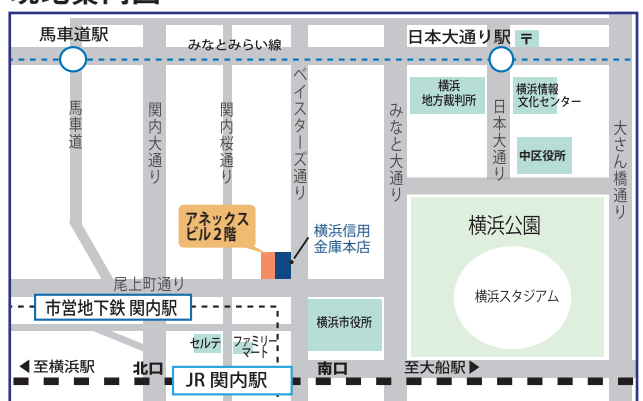 馬車道駅
みなとみらい線
日本大通り駅 〒
馬車道
関内大通り
関内桜通り
ベイスターズ通り
みなと大通り
横浜
地方裁判所
日本大通り
横浜情報
文化センター
中区役所
大さん橋通り
アネックス
ビル2階
横浜信用
金庫本店
横浜公園
横浜スタジアム
尾上町通り
市営地下鉄 関内駅
横浜市役所
セルテ
ファミリー
マート
◀至横浜駅
北口
JR 関内駅
南口
至大船駅▶